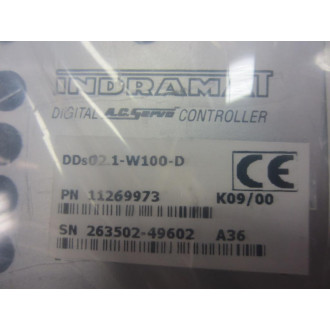 INDRAMAT
DIGITAL A.C. Servo CONTROLLER
DDs02.1-W100-D
CE
PN 11269973 K09/00
SN 263502-49602 A36